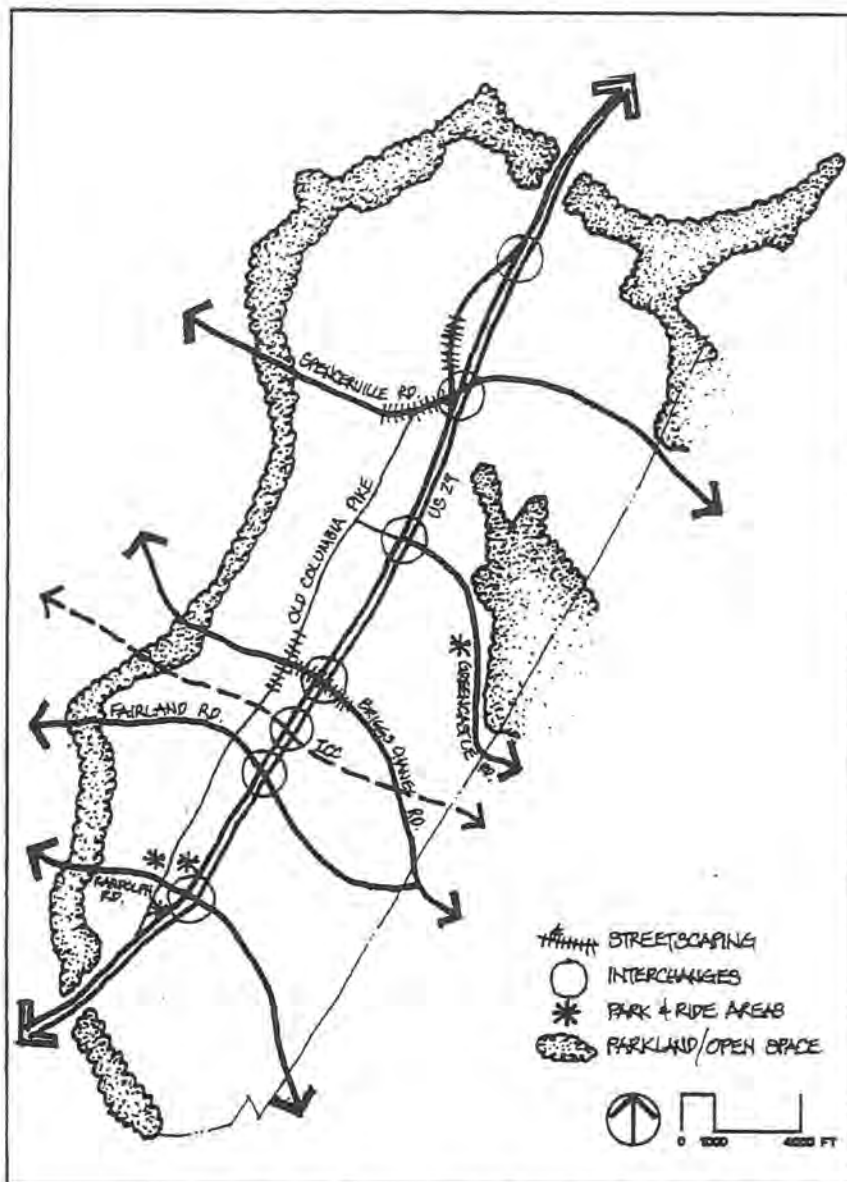 SPENCERVILLE RD.
US 29
OLD COLUMBIA PIKE
GREENCASTLE RD.
BRIGGS CHANEY RD.
FAIRLAND RD.
ICC
RANDOLPH RD.
STREETSCAPING
INTERCHANGES
PARK & RIDE AREAS
PARKLAND/OPEN SPACE
0 1000 4000 FT